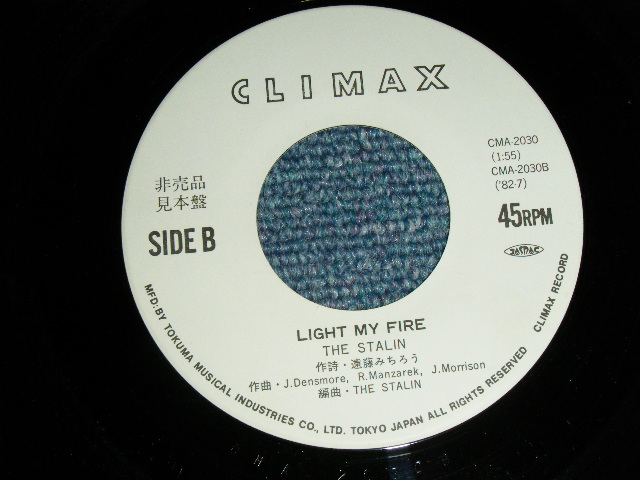 CLIMAX
CMA-2030
(1:55)
CMA-2030B
('82·7)
非売品
見本盤
SIDE B
45RPM
JASRAC
LIGHT MY FIRE
THE STALIN
作詩・遠藤みちろう
作曲・J.Densmore, R.Manzarek, J.Morrison
編曲・THE STALIN
MFD:BY TOKUMA MUSICAL INDUSTRIES CO., LTD. TOKYO JAPAN ALL RIGHTS RESERVED CLIMAX RECORD